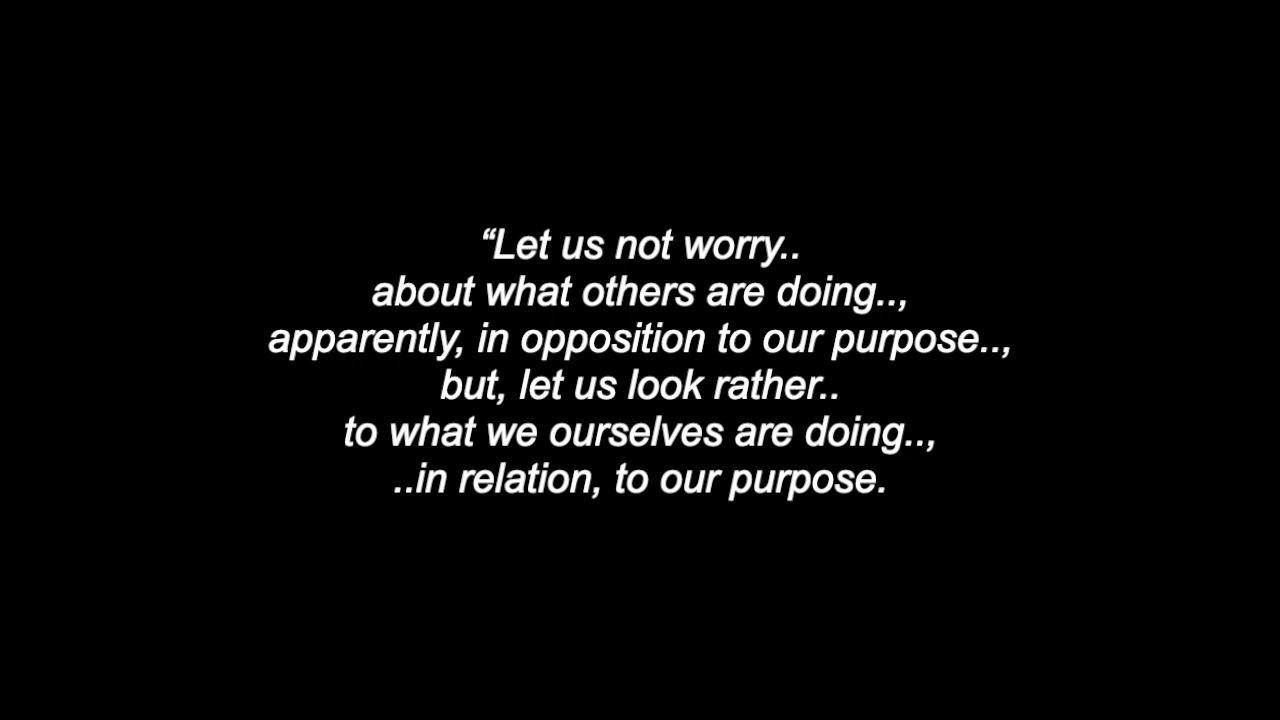 “Let us not worry..
about what others are doing..,
apparently, in opposition to our purpose..,
but, let us look rather..
to what we ourselves are doing..,
..in relation, to our purpose.